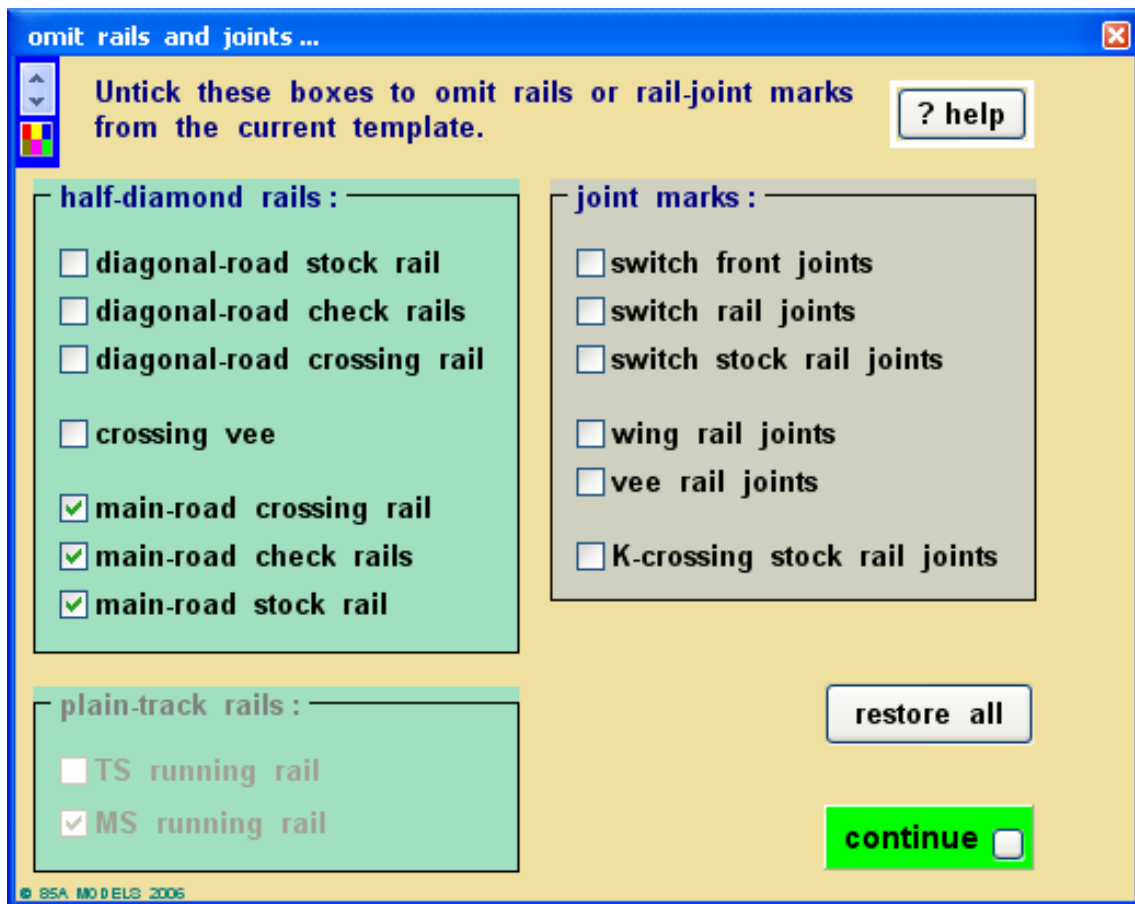 omit rails and joints ...
Untick these boxes to omit rails or rail-joint marks
from the current template.
? help
half-diamond rails :
diagonal-road stock rail
diagonal-road check rails
diagonal-road crossing rail
crossing vee
main-road crossing rail
main-road check rails
main-road stock rail
joint marks :
switch front joints
switch rail joints
switch stock rail joints
wing rail joints
vee rail joints
K-crossing stock rail joints
plain-track rails :
TS running rail
MS running rail
restore all
continue
© 85A MODELS 2006